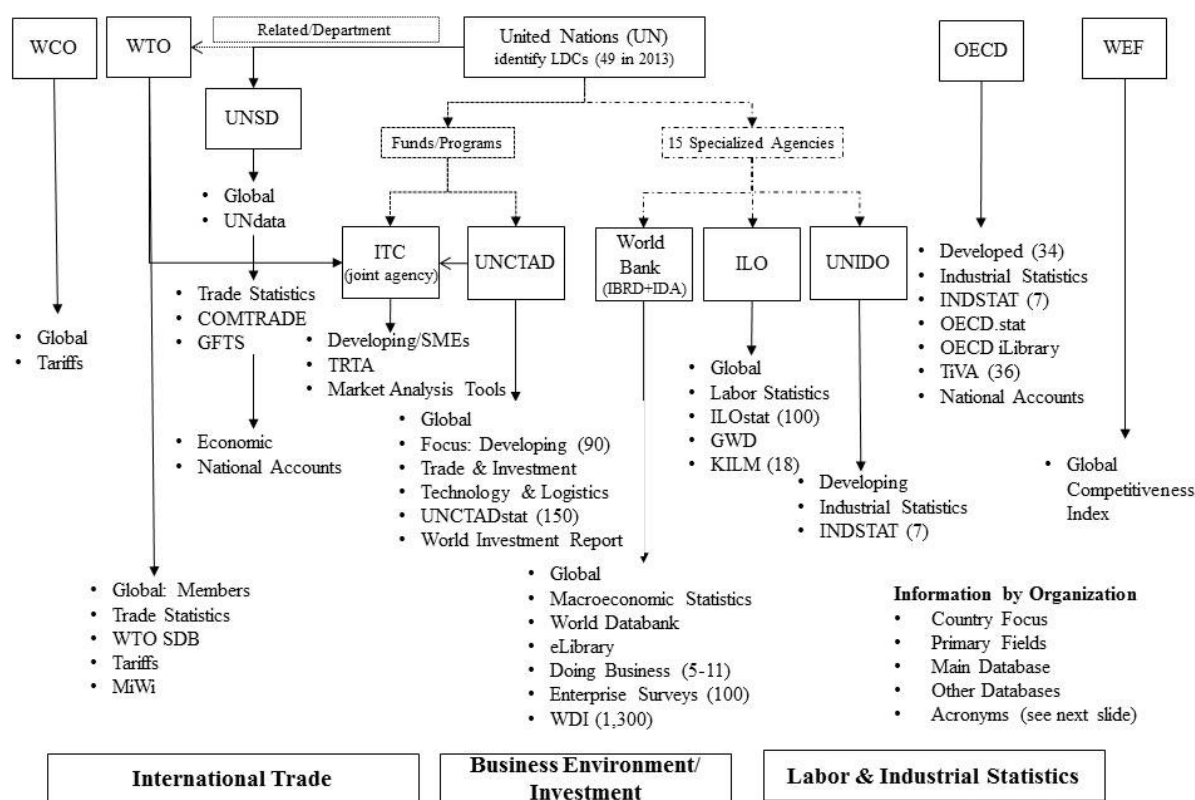 WCO
WTO
Related/Department
United Nations (UN)
identify LDCs (49 in 2013)
OECD
WEF
UNSD
Funds/Programs
15 Specialized Agencies
• Global
• UNdata
ITC
(joint agency)
UNCTAD
World
Bank
(IBRD+IDA)
ILO
UNIDO
• Trade Statistics
• COMTRADE
• GFTS
• Global
• Tariffs
• Developing/SMEs
• TRTA
• Market Analysis Tools
• Economic
• National Accounts
• Global
• Focus: Developing (90)
• Trade & Investment
• Technology & Logistics
• UNCTADstat (150)
• World Investment Report
• Global
• Labor Statistics
• ILOstat (100)
• GWD
• KILM (18)
• Developing
• Industrial Statistics
• INDSTAT (7)
• Developed (34)
• Industrial Statistics
• INDSTAT (7)
• OECD.stat
• OECD iLibrary
• TiVA (36)
• National Accounts
• Global
Competitiveness
Index
• Global: Members
• Trade Statistics
• WTO SDB
• Tariffs
• MiWi
• Global
• Macroeconomic Statistics
• World Databank
• eLibrary
• Doing Business (5-11)
• Enterprise Surveys (100)
• WDI (1,300)
Information by Organization
• Country Focus
• Primary Fields
• Main Database
• Other Databases
• Acronyms (see next slide)
International Trade
Business Environment/
Investment
Labor & Industrial Statistics